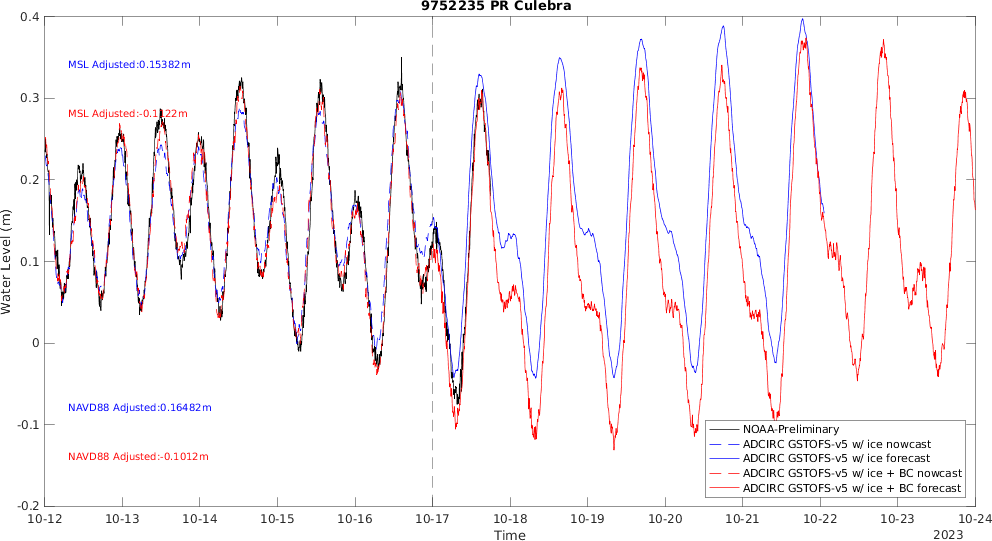 9752235 PR Culebra
0.4
0.3
0.2
0.1
0
-0.1
-0.2
Water Level (m)
MSL Adjusted:0.15382m
MSL Adjusted:-0.1122m
NAVD88 Adjusted:0.16482m
NAVD88 Adjusted:-0.1012m
NOAA-Preliminary
ADCIRC GSTOFS-v5 w/ ice nowcast
ADCIRC GSTOFS-v5 w/ ice forecast
ADCIRC GSTOFS-v5 w/ ice + BC nowcast
ADCIRC GSTOFS-v5 w/ ice + BC forecast
10-12 10-13 10-14 10-15 10-16 10-17 10-18 10-19 10-20 10-21 10-22 10-23 10-24
Time
2023